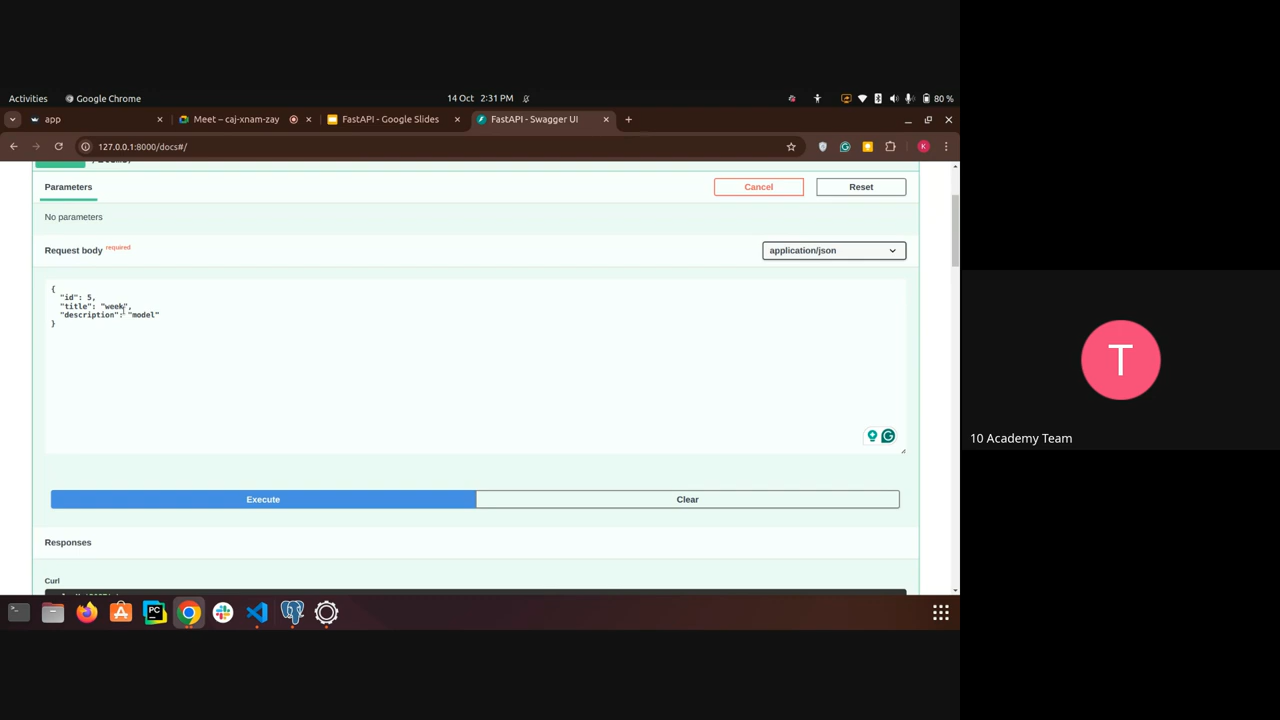 Activities
Google Chrome
14 Oct 2:31 PM
80 %
app
Meet – caj-xnam-zay
FastAPI - Google Slides
FastAPI - Swagger UI
127.0.0.1:8000/docs#/
K
Parameters
Cancel
Reset
No parameters
Request body required
application/json
{
"id": 5,
"title": "week",
"description": "model"
}
Execute
Clear
Responses
Curl
T
10 Academy Team